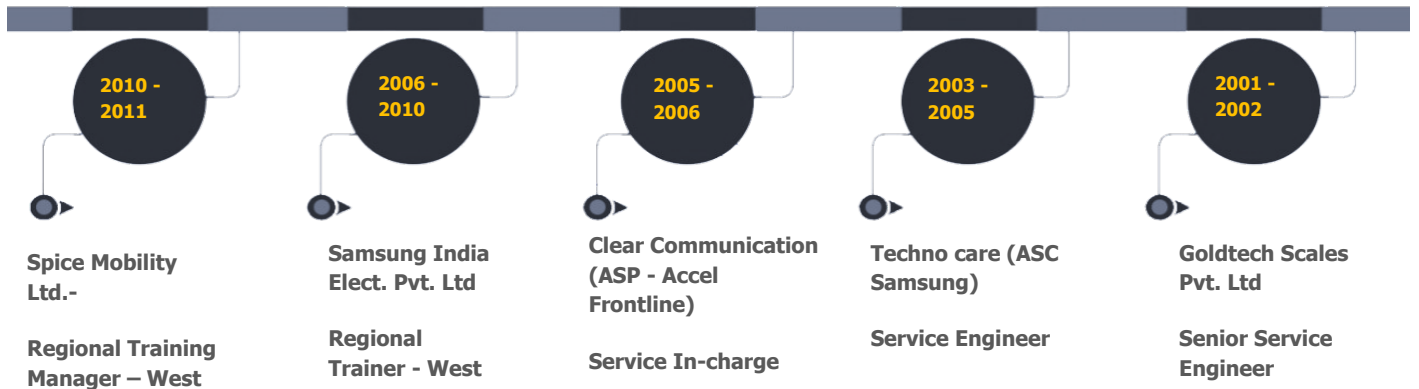 2010 -
2011
Spice Mobility
Ltd.-
Regional Training
Manager – West
2006 -
2010
Samsung India
Elect. Pvt. Ltd
Regional
Trainer - West
2005 -
2006
Clear Communication
(ASP - Accel
Frontline)
Service In-charge
2003 -
2005
Techno care (ASC
Samsung)
Service Engineer
2001 -
2002
Goldtech Scales
Pvt. Ltd
Senior Service
Engineer